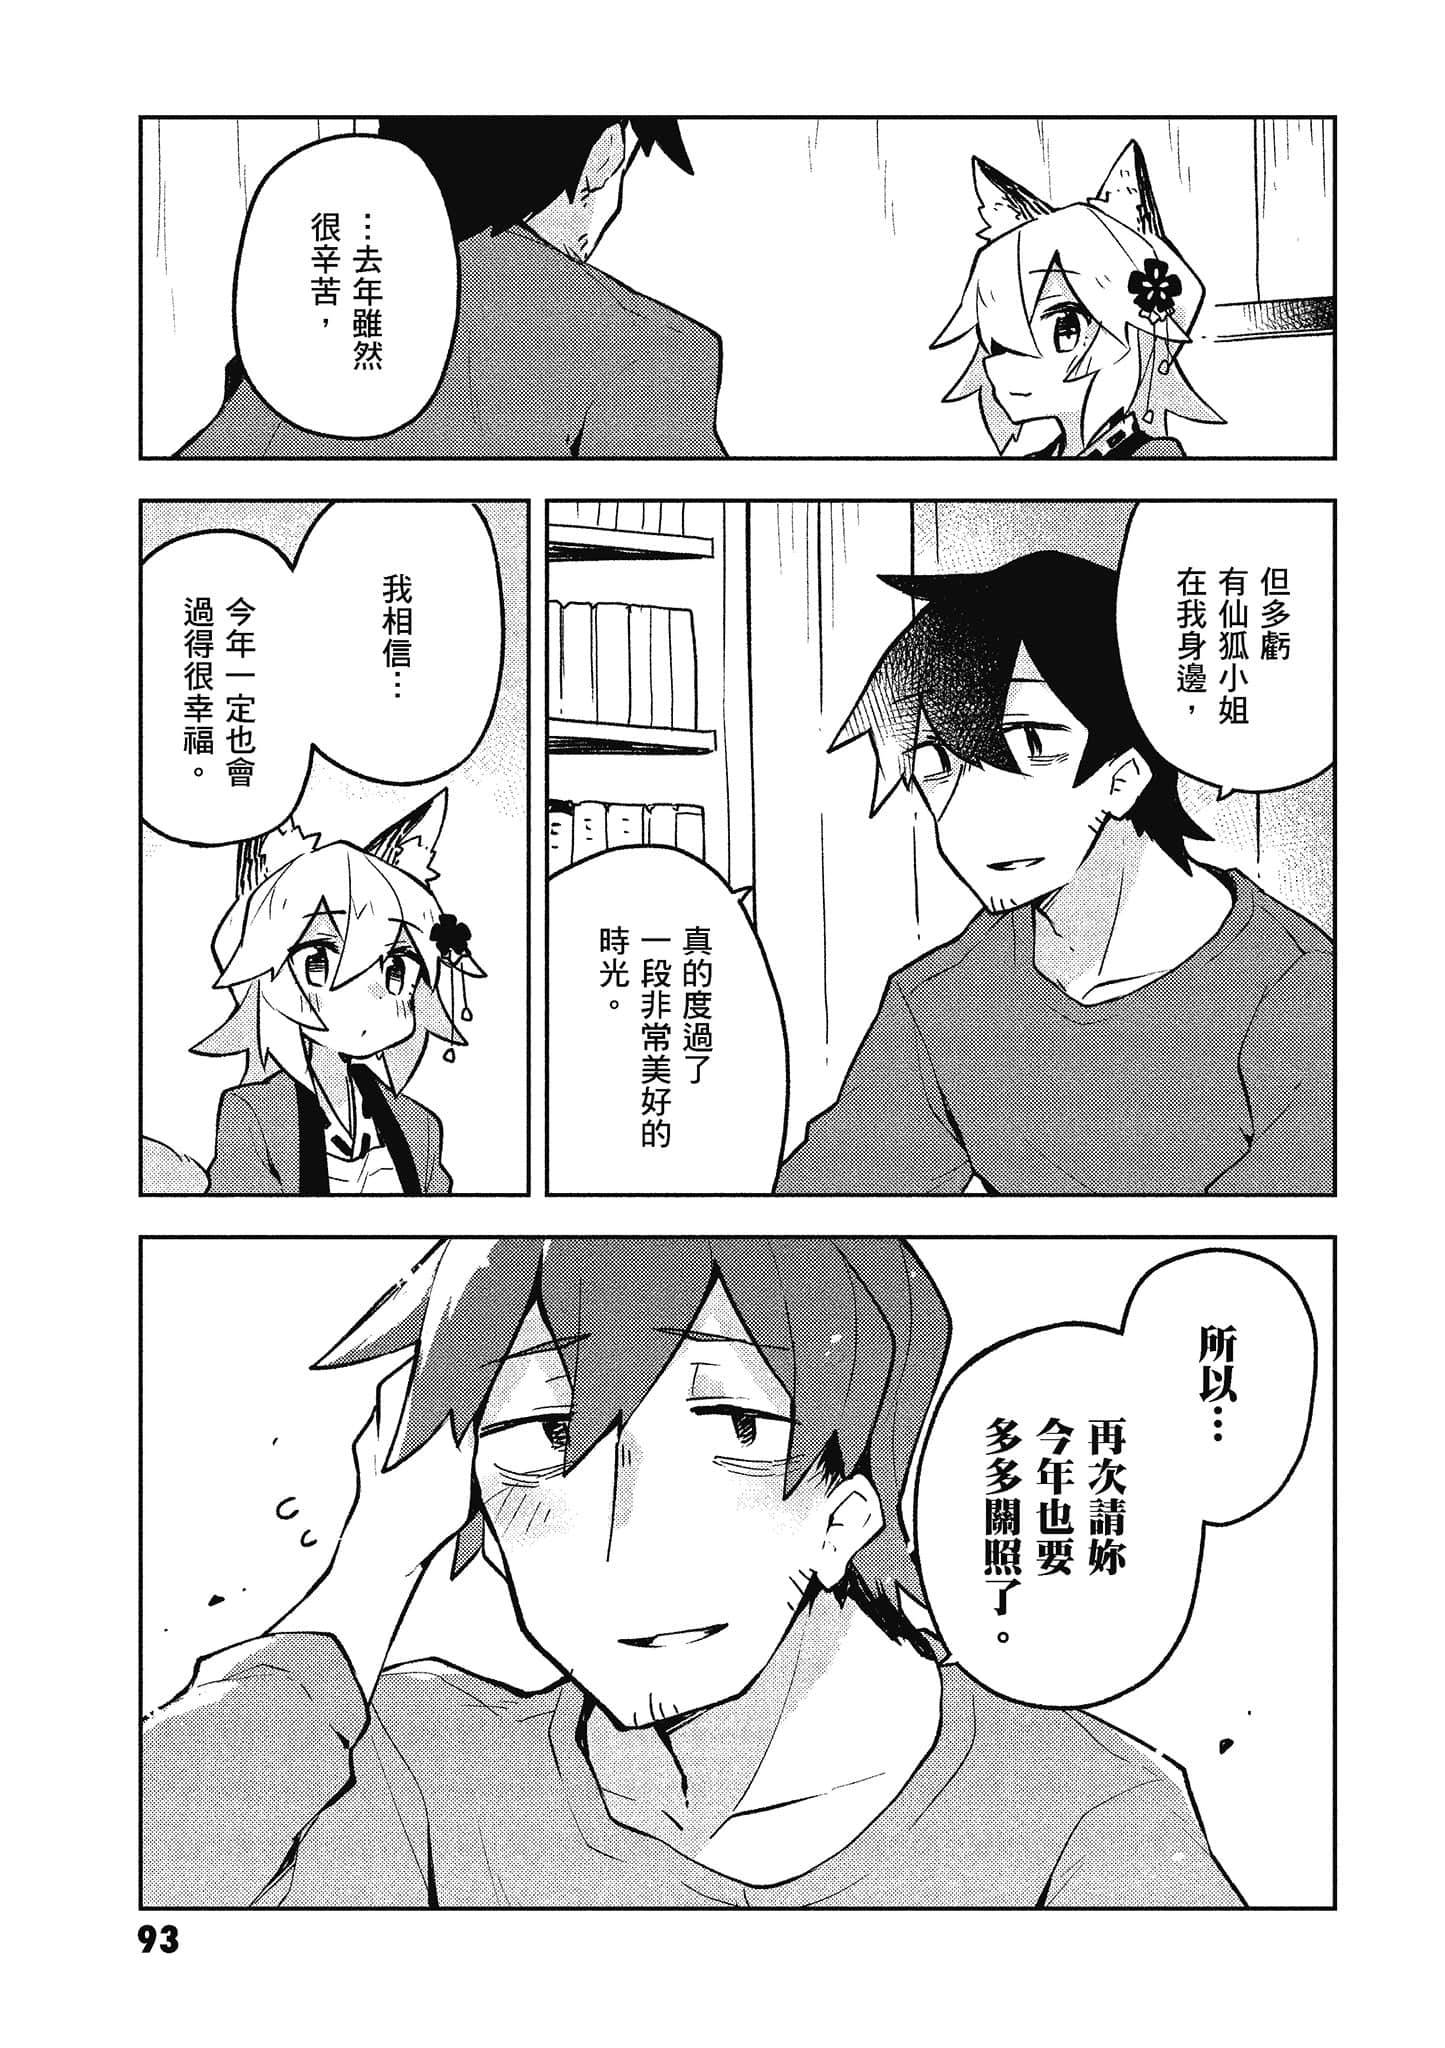 …去年雖然
很辛苦，
但多虧
有仙狐小姐
在我身邊，
真的度過了
一段非常美好的
時光。
我相信…
今年一定也會
過得很幸福。
所以…
再次請妳
今年也要
多多關照了。
93